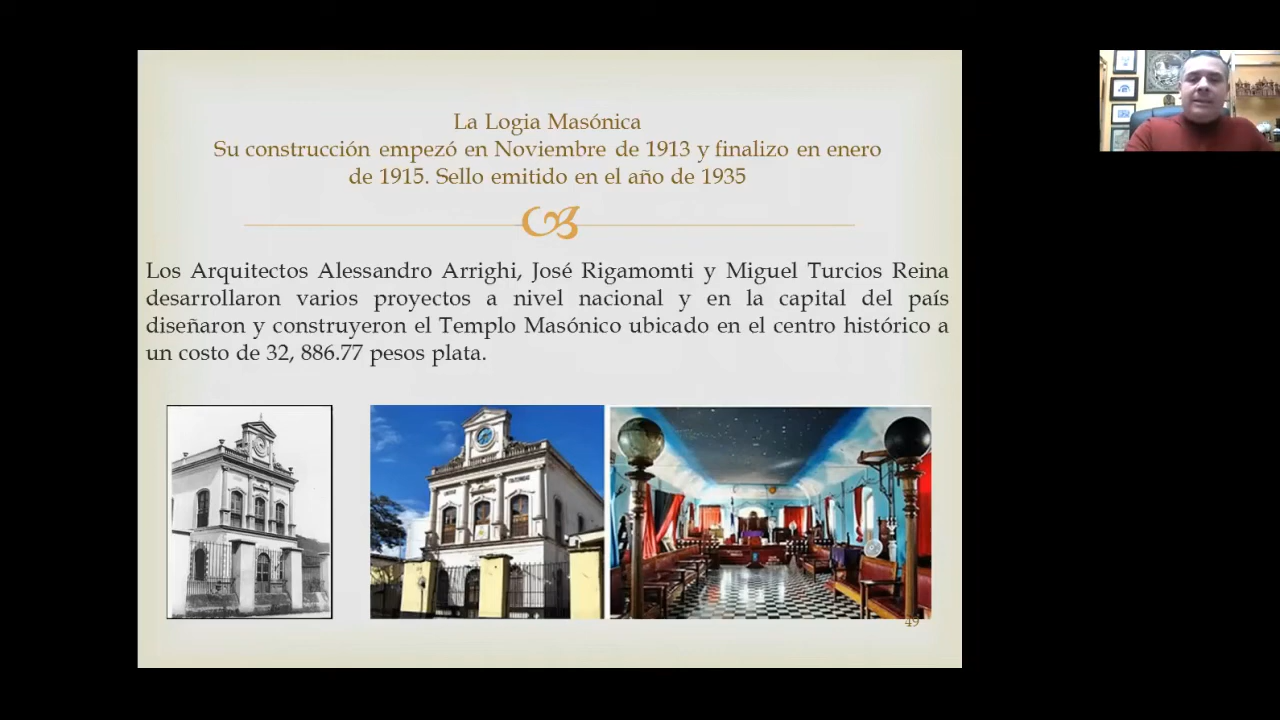 La Logia Masónica
Su construcción empezó en Noviembre de 1913 y finalizo en enero
de 1915. Sello emitido en el año de 1935
Los Arquitectos Alessandro Arrighi, José Rigamomti y Miguel Turcios Reina
desarrollaron varios proyectos a nivel nacional y en la capital del país
diseñaron y construyeron el Templo Masónico ubicado en el centro histórico a
un costo de 32, 886.77 pesos plata.
49